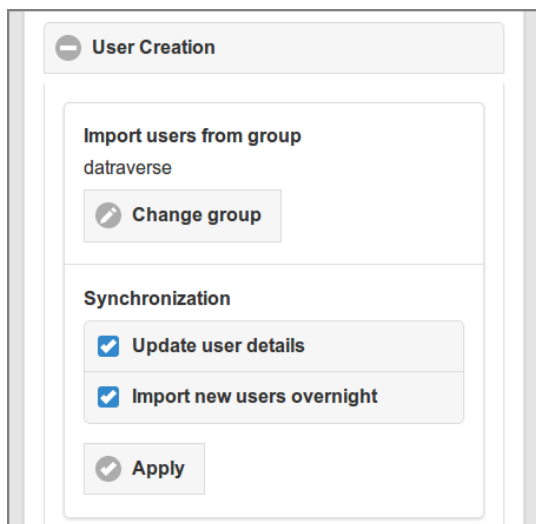 User Creation
Import users from group
datraverse
Change group
Synchronization
Update user details
Import new users overnight
Apply